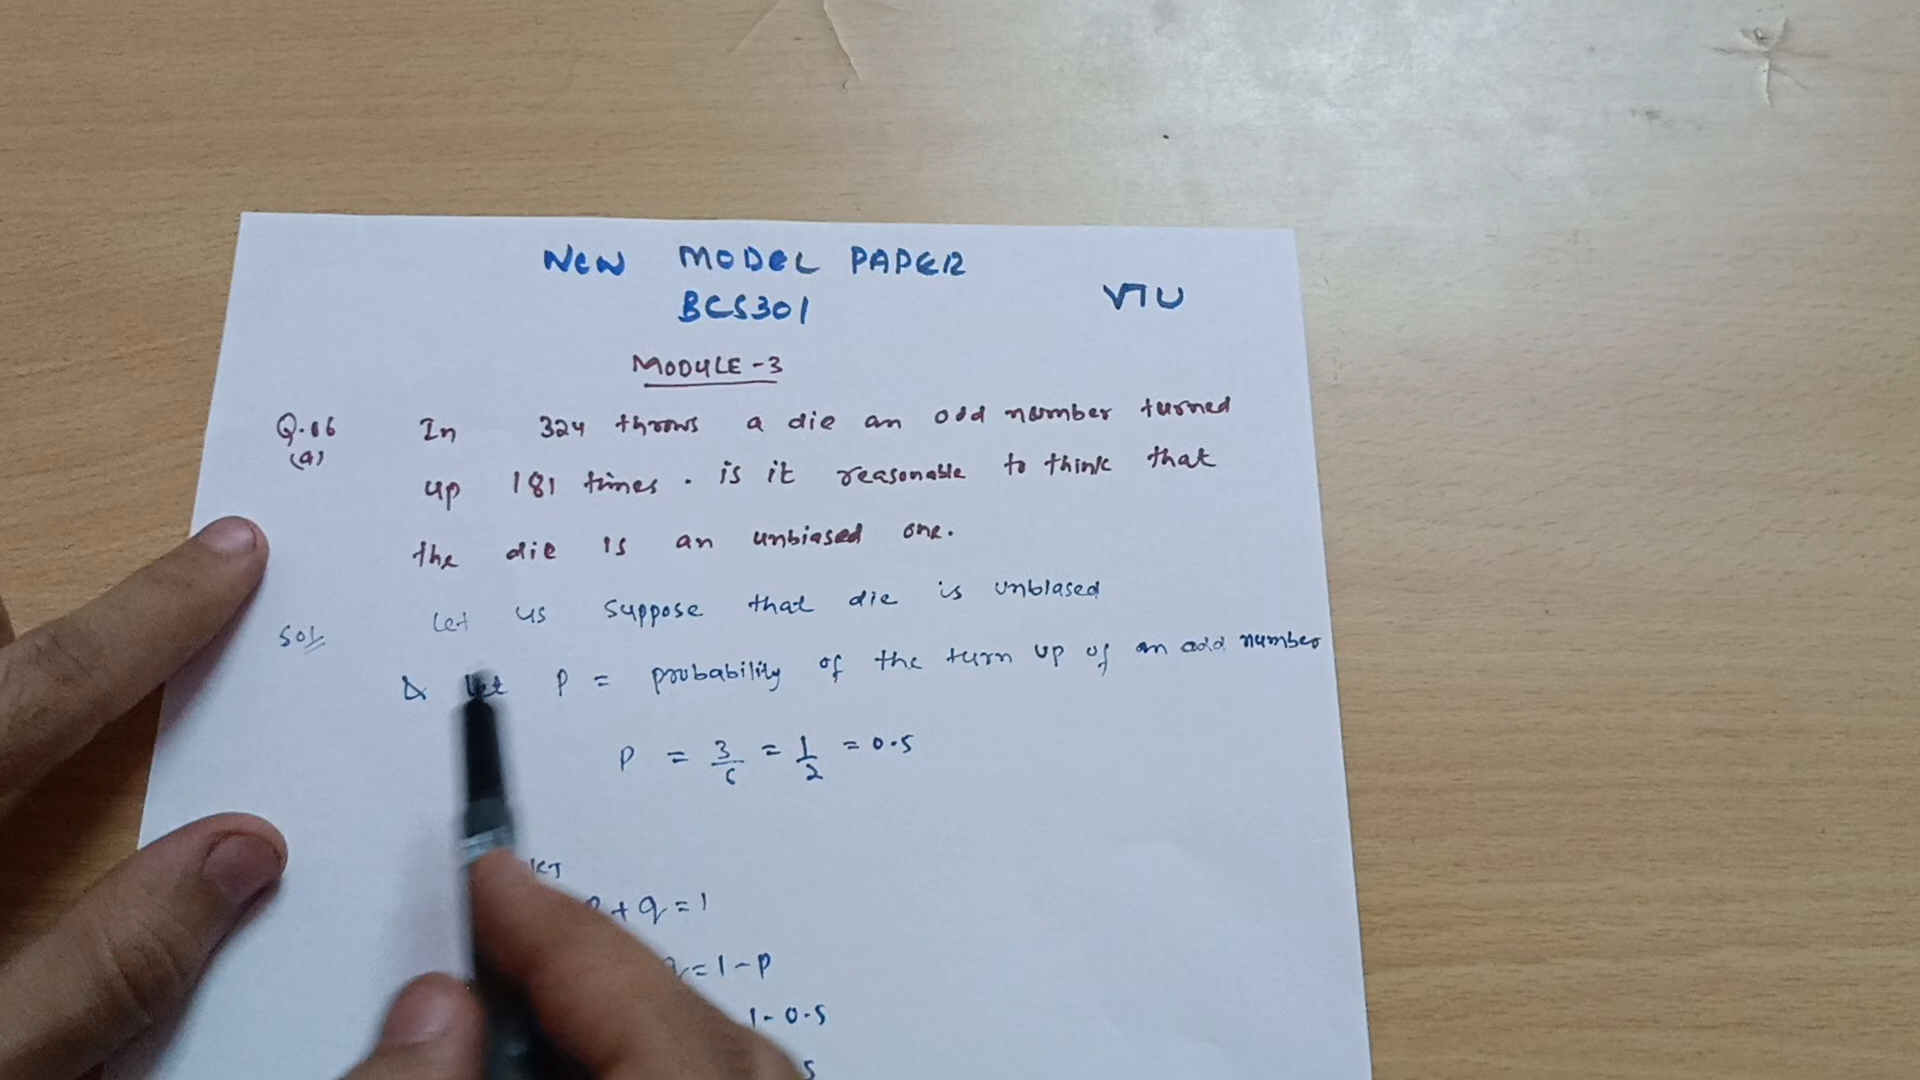 NEW MODEL PAPER
BCS301
VTU
MODULE-3
Q.06 In 324 throws a die an odd number turned
(a)
up 181 times. is it reasonable to think that
the die is an unbiased one.
Sol Let us suppose that die is unbiased
& let P = probability of the turn up of an odd number
P = 3/6 = 1/2 = 0.5
KT
P+q=1
q=1-P
1-0.5
5